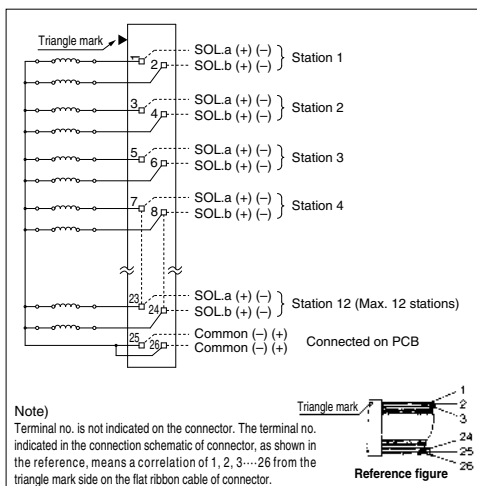 Triangle mark
1
2
SOL.a (+) (–)
SOL.b (+) (–)
Station 1
3
4
SOL.a (+) (–)
SOL.b (+) (–)
Station 2
5
6
SOL.a (+) (–)
SOL.b (+) (–)
Station 3
7
8
SOL.a (+) (–)
SOL.b (+) (–)
Station 4
23
24
SOL.a (+) (–)
SOL.b (+) (–)
Station 12 (Max. 12 stations)
25
26
Common (–) (+)
Common (–) (+)
Connected on PCB
Note)
Terminal no. is not indicated on the connector. The terminal no.
indicated in the connection schematic of connector, as shown in
the reference, means a correlation of 1, 2, 3····26 from the
triangle mark side on the flat ribbon cable of connector.
Triangle mark
1
2
3
24
25
26
Reference figure